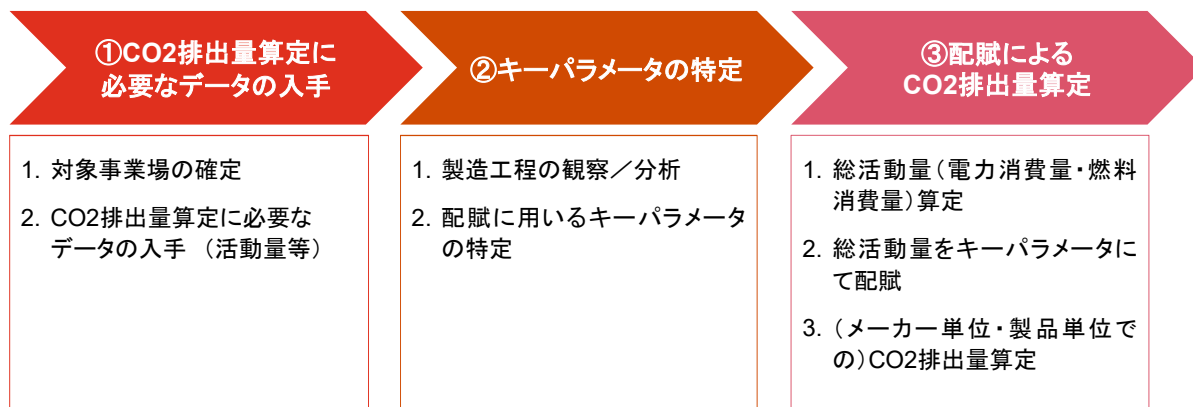 ①CO2排出量算定に
必要なデータの入手
1. 対象事業場の確定
2. CO2排出量算定に必要な
データの入手 （活動量等）
②キーパラメータの特定
1. 製造工程の観察／分析
2. 配賦に用いるキーパラメータ
の特定
③配賦による
CO2排出量算定
1. 総活動量（電力消費量・燃料
消費量）算定
2. 総活動量をキーパラメータに
て配賦
3. （メーカー単位・製品単位で
の）CO2排出量算定